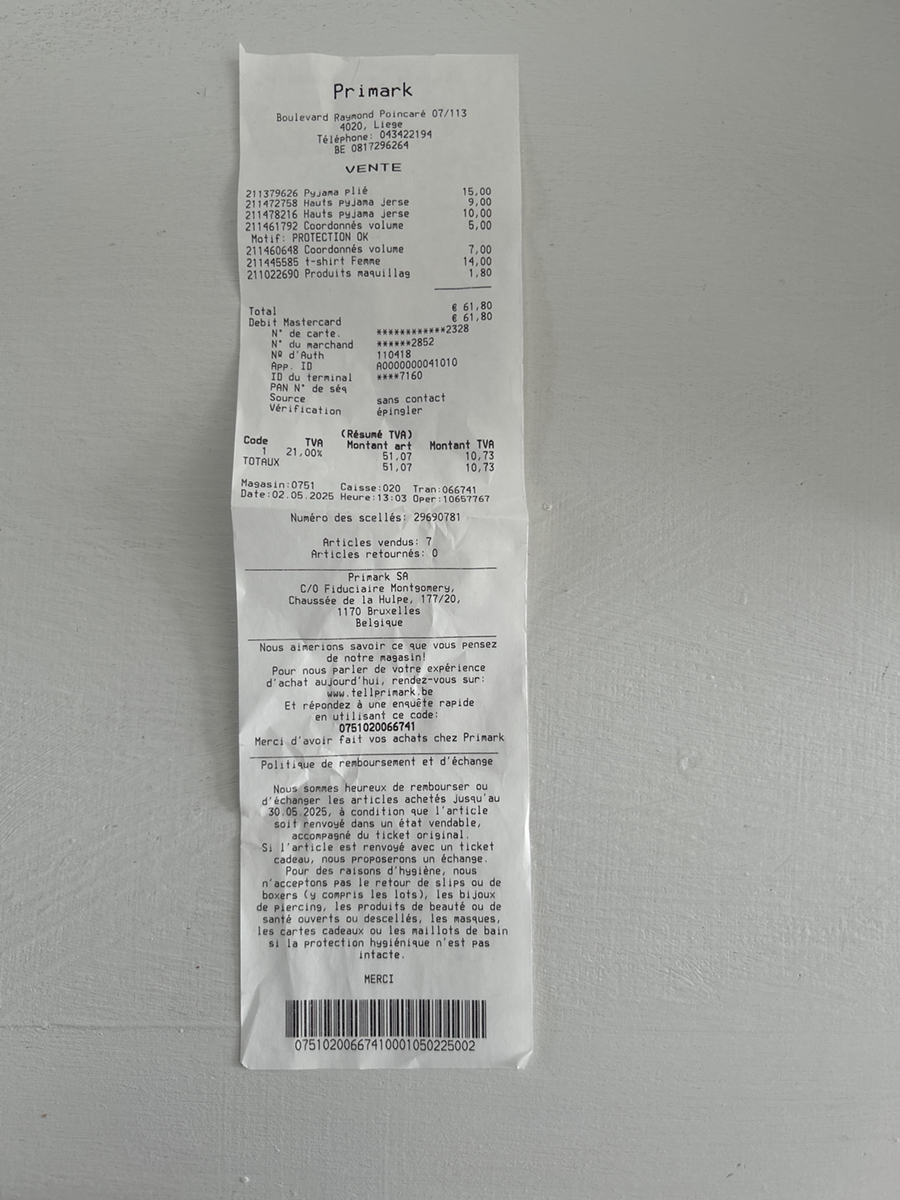 Primark
Boulevard Raymond Poincaré 07/113
4020, Liege
Téléphone: 043422194
BE 0817296264
VENTE
211379626 Pyjama plié 15,00
211472758 Hauts pyjama jerse 9,00
211478216 Hauts pyjama jerse 10,00
211461792 Coordonnés volume 5,00
Motif: PROTECTION OK
211460648 Coordonnés volume 7,00
211445585 t-shirt Femme 14,00
211022690 Produits maquillag 1,80
Total € 61,80
Debit Mastercard € 61,80
N° de carte. ************2328
N° du marchand ******2852
Nº d'Auth 110418
App. ID A0000000041010
ID du terminal ****7160
PAN N° de séq
Source sans contact
Vérification épingler
(Résumé TVA)
Code TVA Montant art Montant TVA
1 21,00% 51,07 10,73
TOTAUX 51,07 10,73
Magasin:0751 Caisse:020 Tran:066741
Date:02.05.2025 Heure:13:03 Oper:10657767
Numéro des scellés: 29690781
Articles vendus: 7
Articles retournés: 0
Primark SA
C/O Fiduciaire Montgomery,
Chaussée de la Hulpe, 177/20,
1170 Bruxelles
Belgique
Nous aimerions savoir ce que vous pensez
de notre magasin!
Pour nous parler de votre expérience
d'achat aujourd'hui, rendez-vous sur:
www.tellprimark.be
Et répondez à une enquête rapide
en utilisant ce code:
0751020066741
Merci d'avoir fait vos achats chez Primark
Politique de remboursement et d'échange
Nous sommes heureux de rembourser ou
d'échanger les articles achetés jusqu'au
30.05.2025, à condition que l'article
soit renvoyé dans un état vendable,
accompagné du ticket original.
Si l'article est renvoyé avec un ticket
cadeau, nous proposerons un échange.
Pour des raisons d'hygiène, nous
n'acceptons pas le retour de slips ou de
boxers (y compris les lots), les bijoux
de piercing, les produits de beauté ou de
santé ouverts ou descellés, les masques,
les cartes cadeaux ou les maillots de bain
si la protection hygiénique n'est pas
intacte.
MERCI
07510200667410001050225002